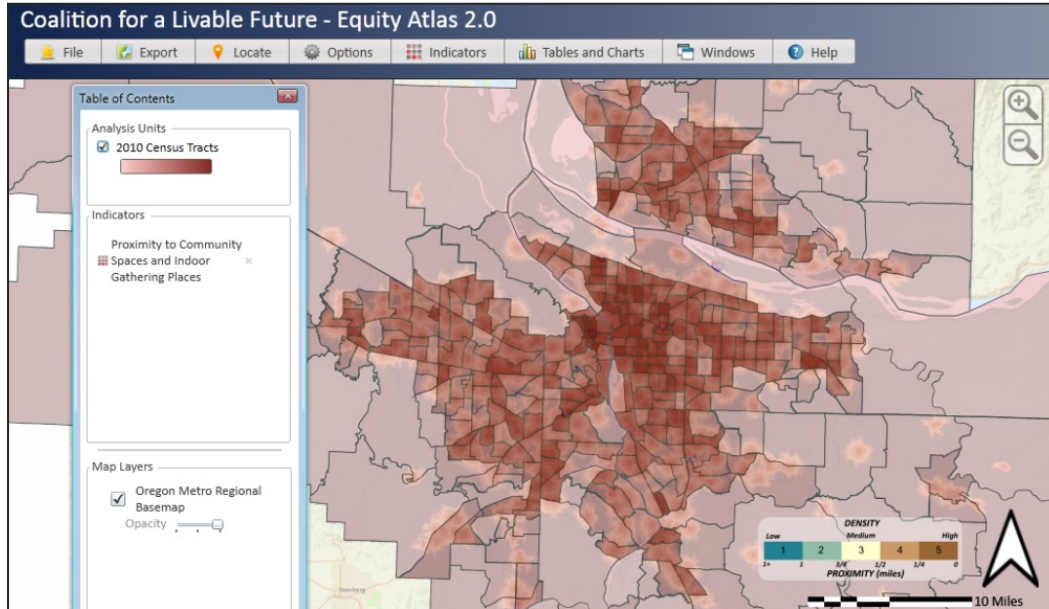 Coalition for a Livable Future - Equity Atlas 2.0
File Export Locate Options Indicators Tables and Charts Windows Help
Table of Contents
Analysis Units
2010 Census Tracts
Indicators
Proximity to Community
Spaces and Indoor
Gathering Places
Map Layers
Oregon Metro Regional
Basemap
Opacity
DENSITY
Low Medium High
1 2 3 4 5
1+ 1 3/4 1/2 1/4 0
PROXIMITY (miles)
10 Miles
Newberg